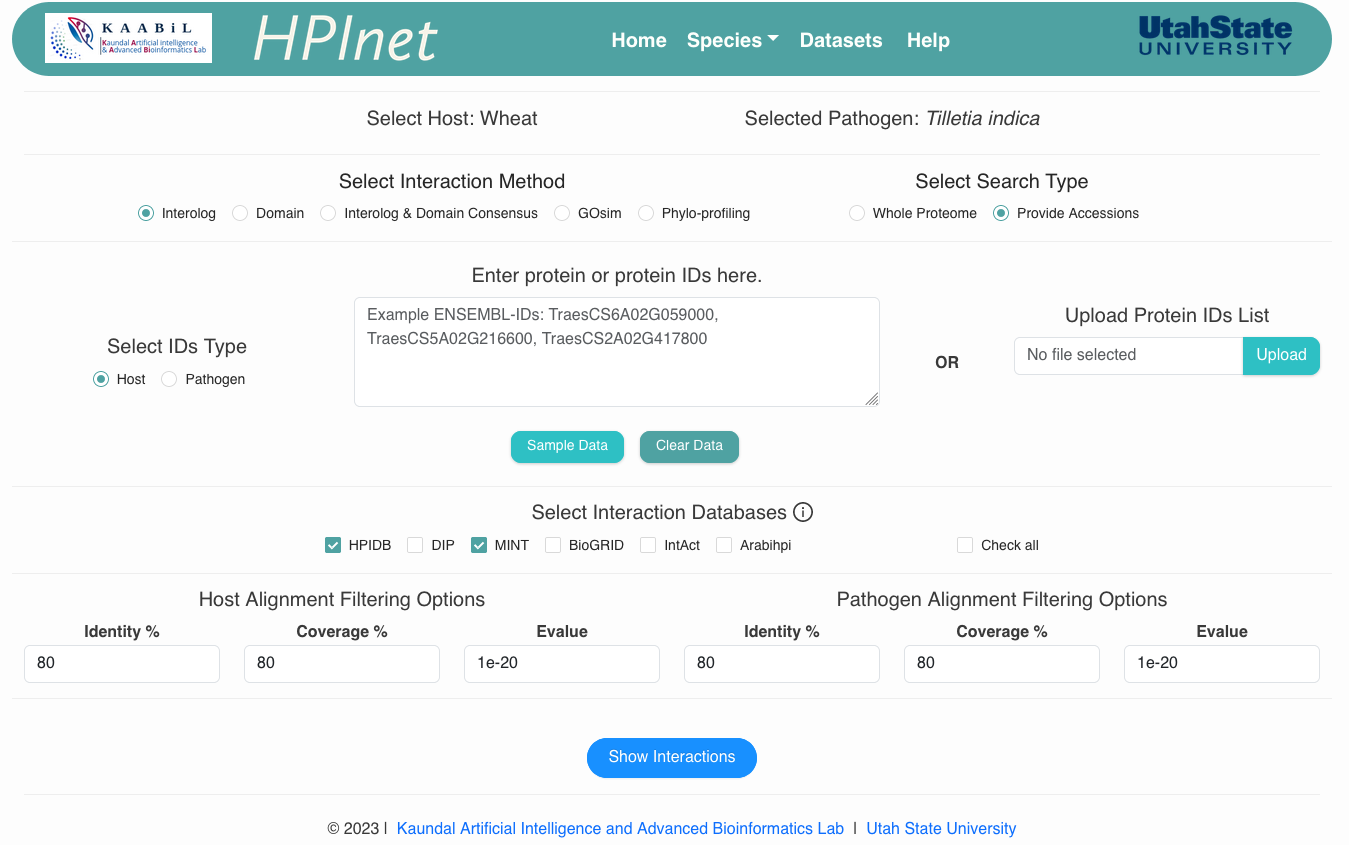 K A A B i L
Kaundal Artificial intelligence
& Advanced Bioinformatics Lab
HPInet
Home Species Datasets Help
UtahState
UNIVERSITY
Select Host: Wheat Selected Pathogen: Tilletia indica
Select Interaction Method Select Search Type
Interolog Domain Interolog & Domain Consensus GOsim Phylo-profiling Whole Proteome Provide Accessions
Enter protein or protein IDs here.
Example ENSEMBL-IDs: TraesCS6A02G059000,
TraesCS5A02G216600, TraesCS2A02G417800
Select IDs Type
Host Pathogen
OR
Upload Protein IDs List
No file selected Upload
Sample Data Clear Data
Select Interaction Databases
HPIDB DIP MINT BioGRID IntAct Arabihpi Check all
Host Alignment Filtering Options Pathogen Alignment Filtering Options
Identity % Coverage % Evalue Identity % Coverage % Evalue
80 80 1e-20 80 80 1e-20
Show Interactions
© 2023 | Kaundal Artificial Intelligence and Advanced Bioinformatics Lab | Utah State University